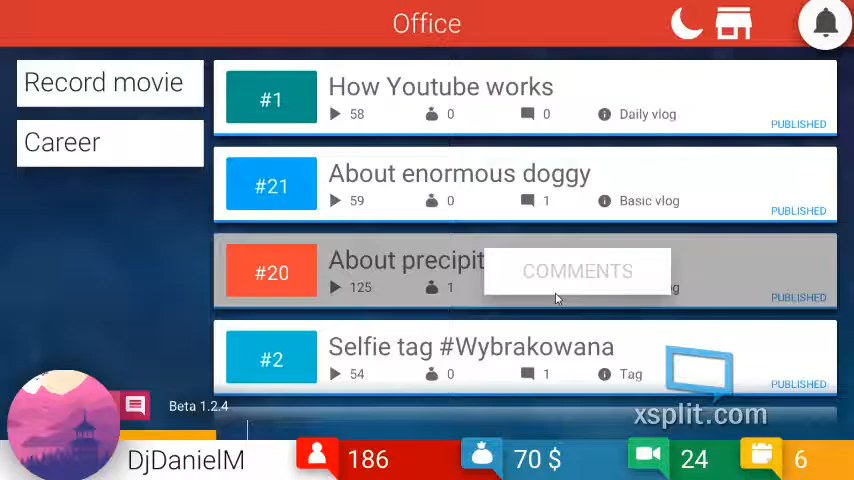 Office
Record movie
Career
#1
How Youtube works
58 0 0 Daily vlog
PUBLISHED
#21
About enormous doggy
59 0 1 Basic vlog
PUBLISHED
#20
About precipit
COMMENTS
125 1
PUBLISHED
#2
Selfie tag #Wybrakowana
54 0 1 Tag
PUBLISHED
Beta 1.2.4
xsplit.com
DjDanielM
186
70 $
24
6